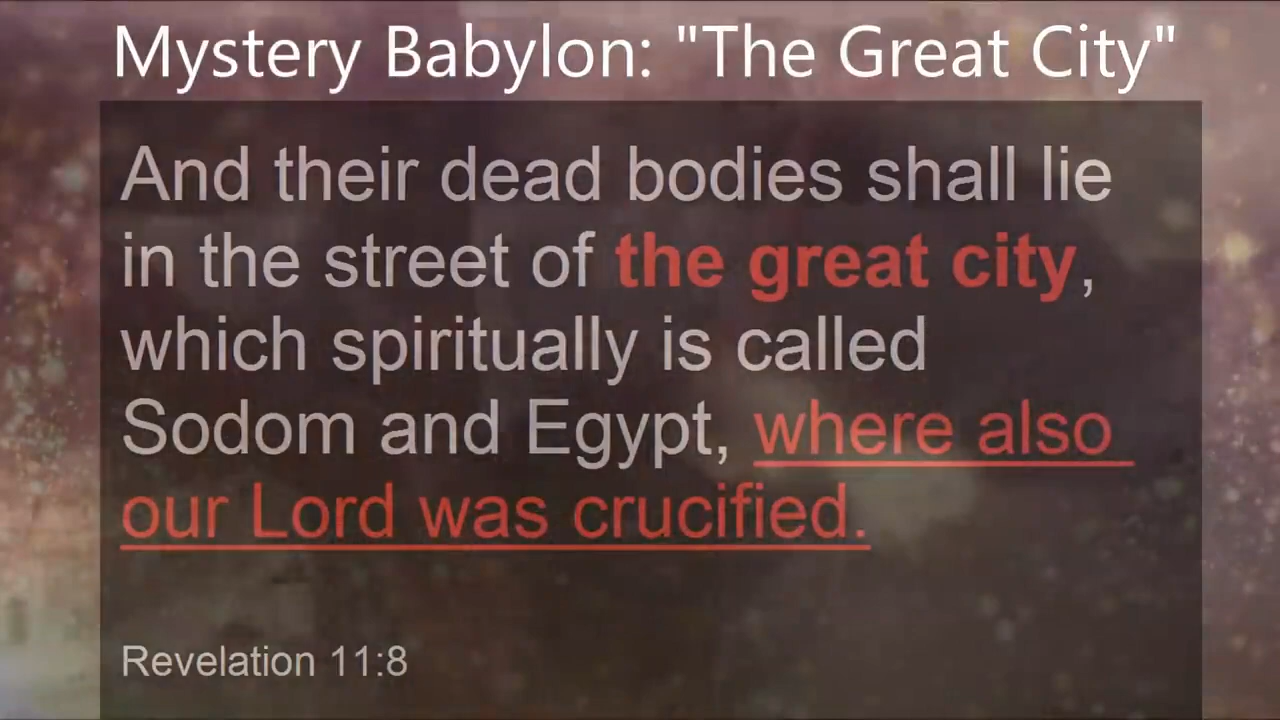 Mystery Babylon: "The Great City"
And their dead bodies shall lie
in the street of the great city,
which spiritually is called
Sodom and Egypt, where also
our Lord was crucified.
Revelation 11:8